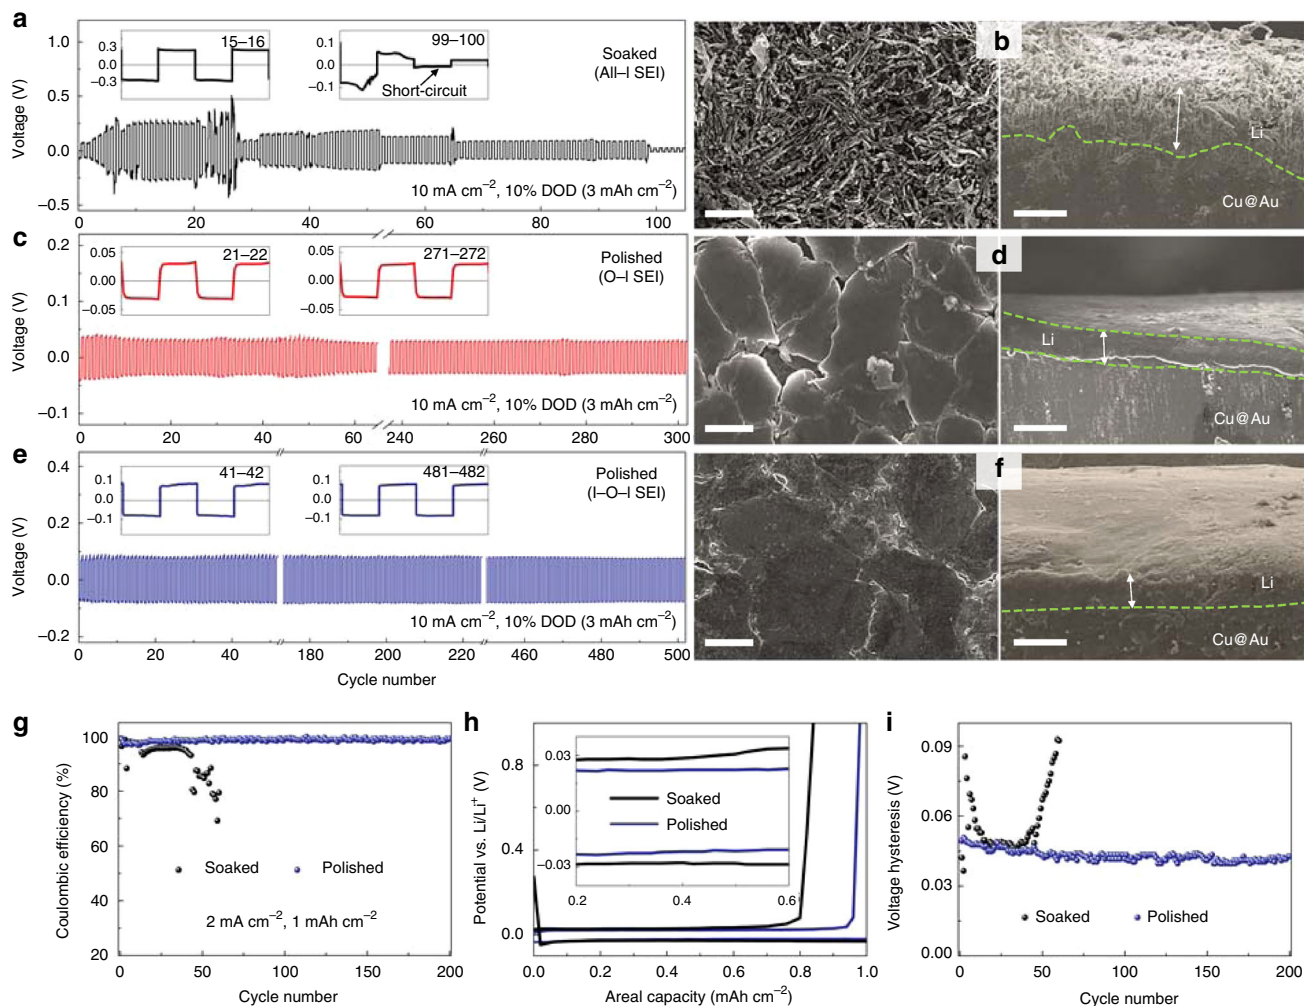 a
Voltage (V)
1.0
0.5
0.0
–0.5
0.3
0.0
–0.3
15–16
0.1
0.0
–0.1
99–100
Short-circuit
Soaked
(All–I SEI)
10 mA cm–2, 10% DOD (3 mAh cm–2)
0 20 40 60 80 100
b
Li
Cu@Au
c
Voltage (V)
0.2
0.1
0.0
–0.1
0.05
0.00
0.05
21–22
0.05
0.00
0.05
271–272
Polished
(O–I SEI)
10 mA cm–2, 10% DOD (3 mAh cm–2)
0 20 40 60 240 260 280 300
d
Li
Cu@Au
e
Voltage (V)
0.4
0.2
0.0
–0.2
0.1
0.0
–0.1
41–42
0.1
0.0
–0.1
481–482
Polished
(I–O–I SEI)
10 mA cm–2, 10% DOD (3 mAh cm–2)
0 20 40 200 220 460 480 500
Cycle number
f
Li
Cu@Au
g
Coulombic efficiency (%)
100
80
60
40
20
Soaked Polished
2 mA cm–2, 1 mAh cm–2
0 50 100 150 200
Cycle number
h
Potential vs. Li/Li+ (V)
0.8
0.4
0.0
0.03
0.00
–0.03
Soaked
Polished
0.2 0.4 0.6
0.0 0.2 0.4 0.6 0.8 1.0
Areal capacity (mAh cm–2)
i
Voltage hysteresis (V)
0.09
0.06
0.03
0.00
Soaked Polished
0 50 100 150 200
Cycle number